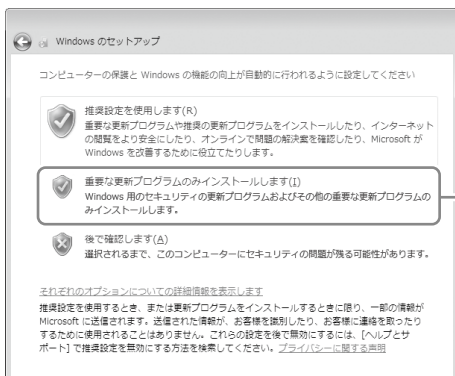 Windows のセットアップ
コンピューターの保護と Windows の機能の向上が自動的に行われるように設定してください
推奨設定を使用します(R)
重要な更新プログラムや推奨の更新プログラムをインストールしたり、インターネット
の閲覧をより安全にしたり、オンラインで問題の解決策を確認したり、Microsoft が
Windows を改善するために役立てたりします。
重要な更新プログラムのみインストールします(I)
Windows 用のセキュリティの更新プログラムおよびその他の重要な更新プログラムの
みインストールします。
後で確認します(A)
選択されるまで、このコンピューターにセキュリティの問題が残る可能性があります。
それぞれのオプションについての詳細情報を表示します
推奨設定を使用するとき、または更新プログラムをインストールするときに限り、一部の情報が
Microsoft に送信されます。送信された情報が、お客様を識別したり、お客様に連絡を取ったり
するために使用されることはありません。これらの設定を後で無効にするには、[ヘルプとサ
ポート] で推奨設定を無効にする方法を検索してください。プライバシーに関する声明